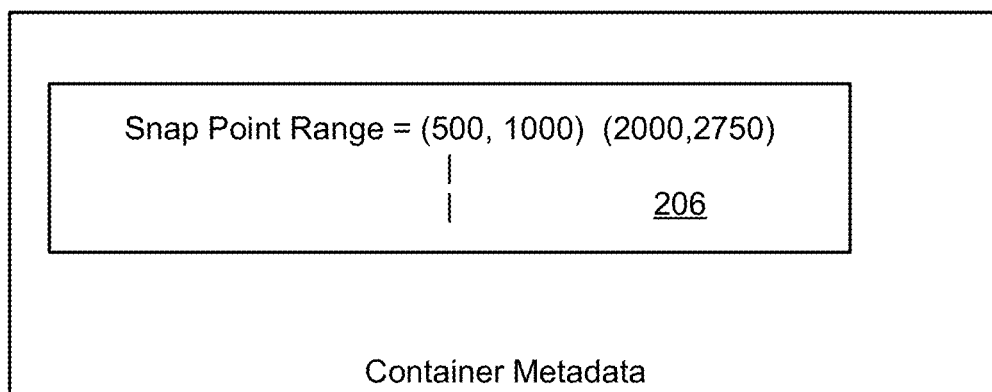 Snap Point Range = (500, 1000) (2000,2750)
|
|
206
Container Metadata